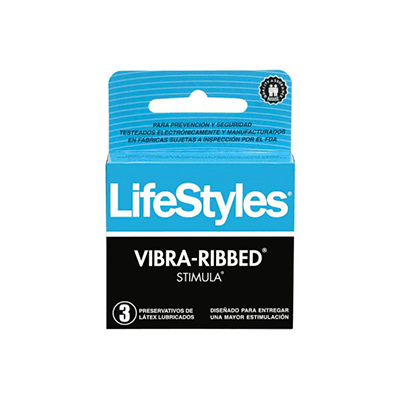 PARA PREVENCIÓN Y SEGURIDAD
TESTEADOS ELECTRÓNICAMENTE Y MANUFACTURADOS
EN FÁBRICAS SUJETAS A INSPECCIÓN POR EL FDA
LifeStyles®
VIBRA-RIBBED®
STIMULA®
3 PRESERVATIVOS DE
LÁTEX LUBRICADOS
DISEÑADO PARA ENTREGAR
UNA MAYOR ESTIMULACIÓN